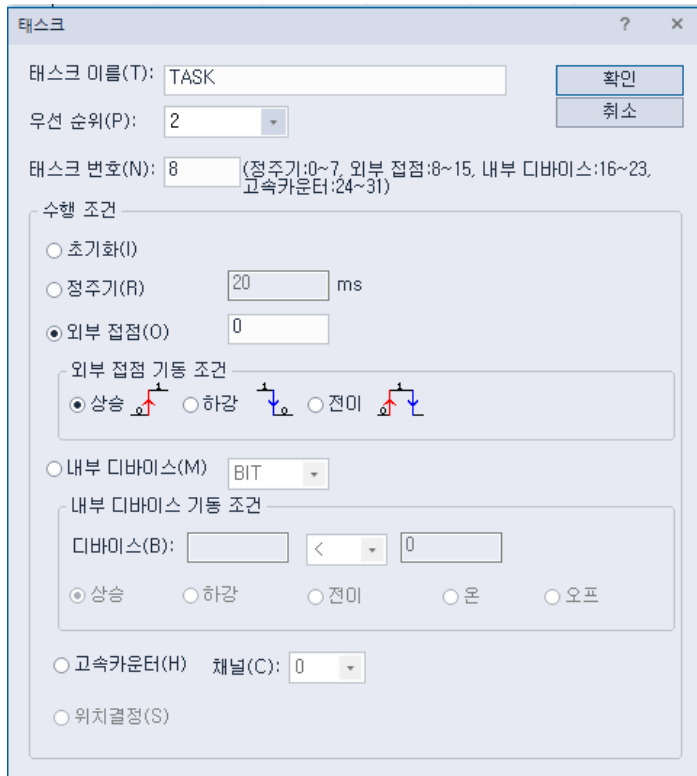 태스크 ? ×
태스크 이름(T): TASK 확인
우선 순위(P): 2 취소
태스크 번호(N): 8 (정주기:0~7, 외부 접점:8~15, 내부 디바이스:16~23,
고속카운터:24~31)
수행 조건
초기화(I)
정주기(R) 20 ms
외부 접점(O) 0
외부 접점 기동 조건
상승 0 1 하강 1 0 전이 0 1
내부 디바이스(M) BIT
내부 디바이스 기동 조건
디바이스(B): < 0
상승 하강 전이 온 오프
고속카운터(H) 채널(C): 0
위치결정(S)